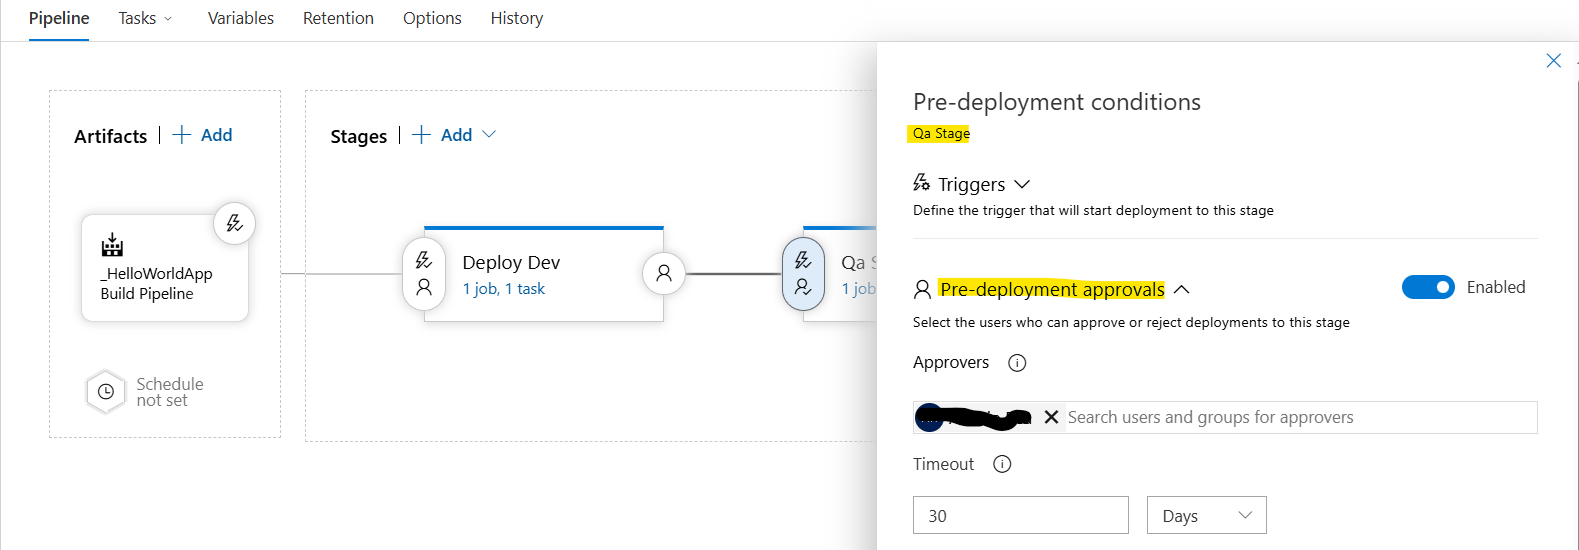 Pipeline Tasks Variables Retention Options History
Artifacts | + Add
_HelloWorldApp
Build Pipeline
Schedule
not set
Stages | + Add
Deploy Dev
1 job, 1 task
Qa S
1 job
Pre-deployment conditions
Qa Stage
Triggers
Define the trigger that will start deployment to this stage
Pre-deployment approvals
Enabled
Select the users who can approve or reject deployments to this stage
Approvers
Search users and groups for approvers
Timeout
30
Days